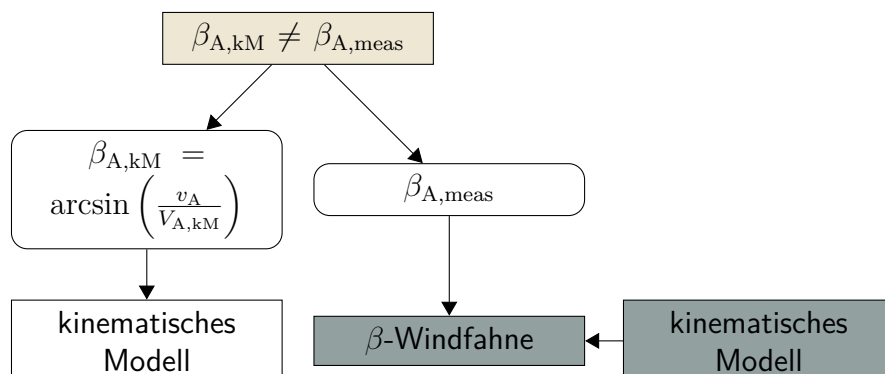 β_A,kM ≠ β_A,meas
β_A,kM =
arcsin (v_A / V_A,kM)
β_A,meas
kinematisches
Modell
β-Windfahne
kinematisches
Modell